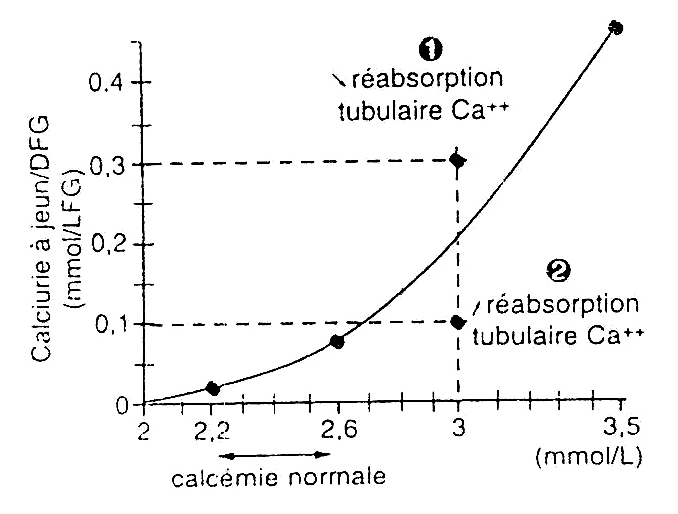 ❶
↘ réabsorption
tubulaire Ca++
Calciurie à jeun/DFG
(mmol/LFG)
0.4
0,3
0,2
0,1
0
❷
↗ réabsorption
tubulaire Ca++
2 2,2 2,6 3 3,5
(mmol/L)
calcémie normale